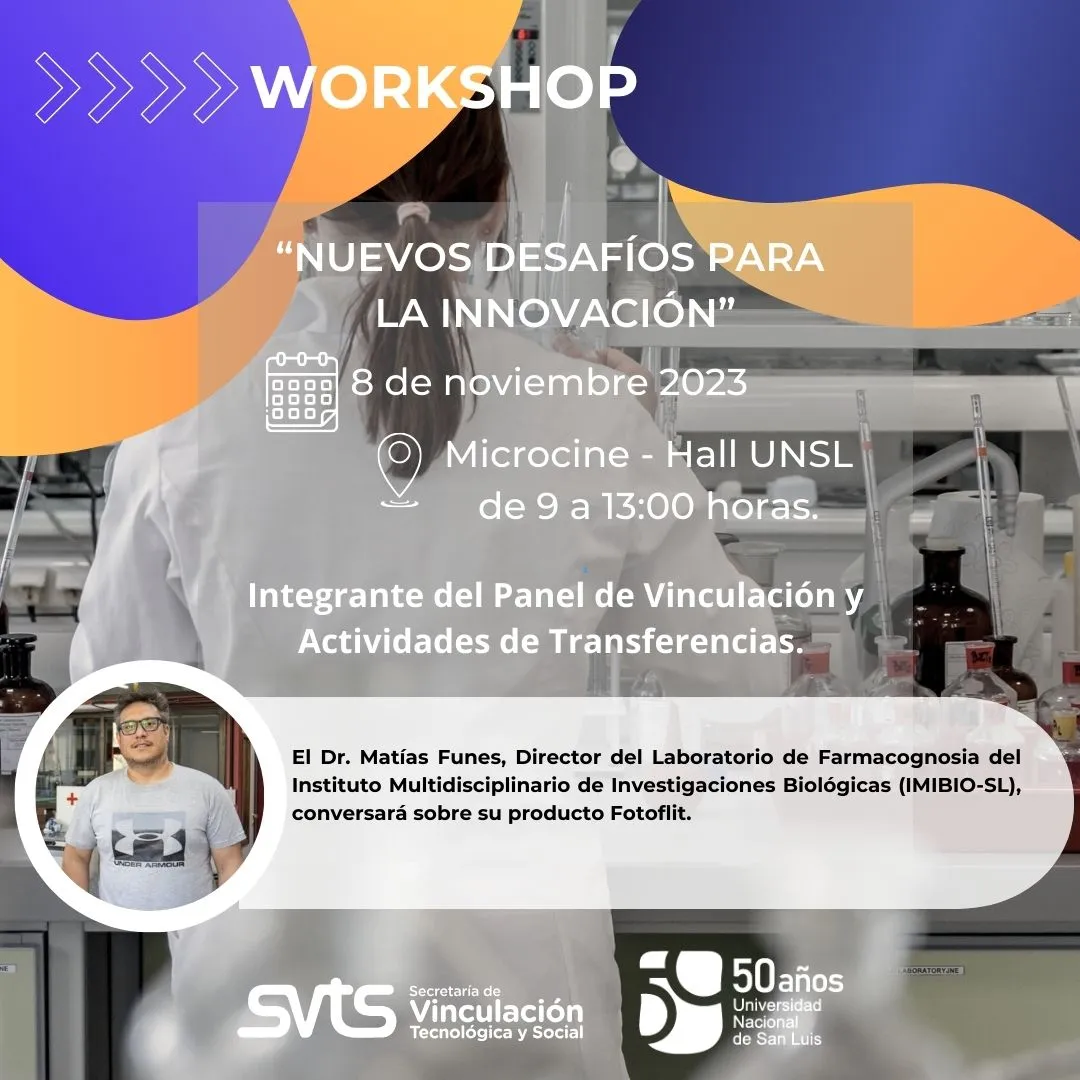 WORKSHOP
“NUEVOS DESAFÍOS PARA
LA INNOVACIÓN”
8 de noviembre 2023
Microcine - Hall UNSL
de 9 a 13:00 horas.
Integrante del Panel de Vinculación y
Actividades de Transferencias.
El Dr. Matías Funes, Director del Laboratorio de Farmacognosia del
Instituto Multidisciplinario de Investigaciones Biológicas (IMIBIO-SL),
conversará sobre su producto Fotoflit.
UNDER ARMOUR
svts
Secretaría de
Vinculación
Tecnológica y Social
50 años
Universidad
Nacional
de San Luis